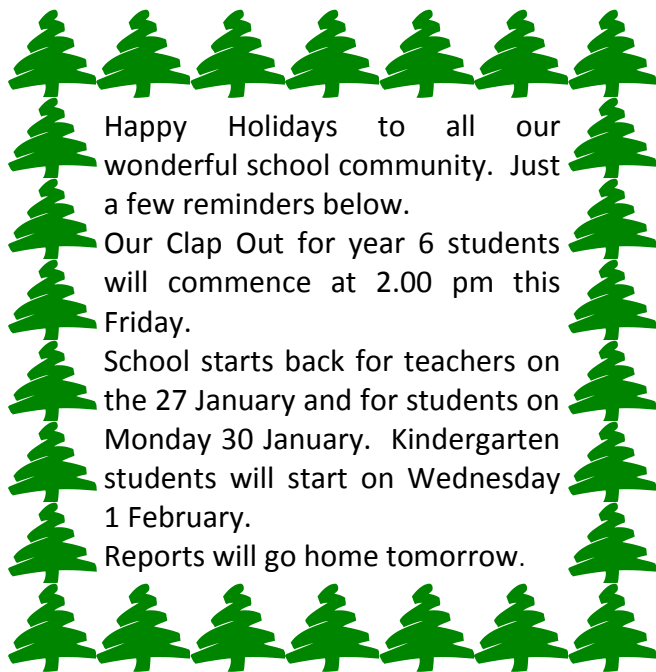 Happy Holidays to all our
wonderful school community. Just
a few reminders below.
Our Clap Out for year 6 students
will commence at 2.00 pm this
Friday.
School starts back for teachers on
the 27 January and for students on
Monday 30 January. Kindergarten
students will start on Wednesday
1 February.
Reports will go home tomorrow.